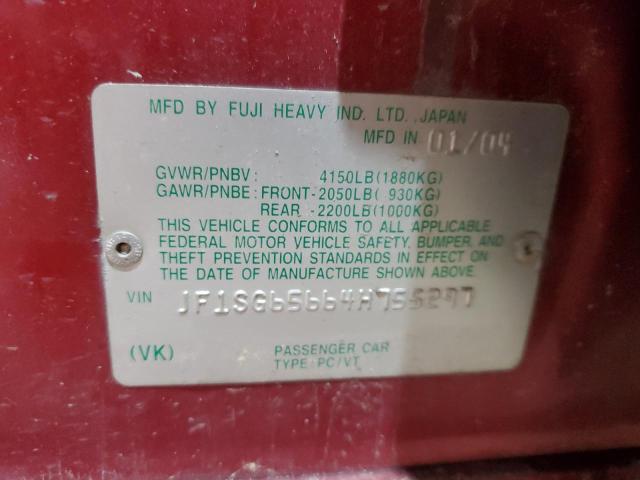 MFD BY FUJI HEAVY IND. LTD. JAPAN
MFD IN 01/04
GVWR/PNBV: 4150LB(1880KG)
GAWR/PNBE: FRONT-2050LB( 930KG)
REAR -2200LB(1000KG)
THIS VEHICLE CONFORMS TO ALL APPLICABLE
FEDERAL MOTOR VEHICLE SAFETY, BUMPER, AND
THEFT PREVENTION STANDARDS IN EFFECT ON
THE DATE OF MANUFACTURE SHOWN ABOVE.
VIN
(VK) PASSENGER CAR
TYPE:PC/VT